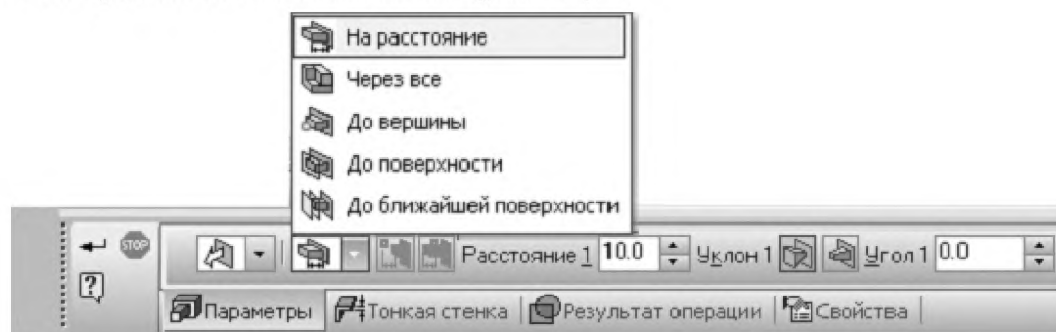 На расстояние
Через все
До вершины
До поверхности
До ближайшей поверхности
STOP Расстояние 1 10.0 Уклон 1 Угол 1 0.0
?
Параметры Тонкая стенка Результат операции Свойства